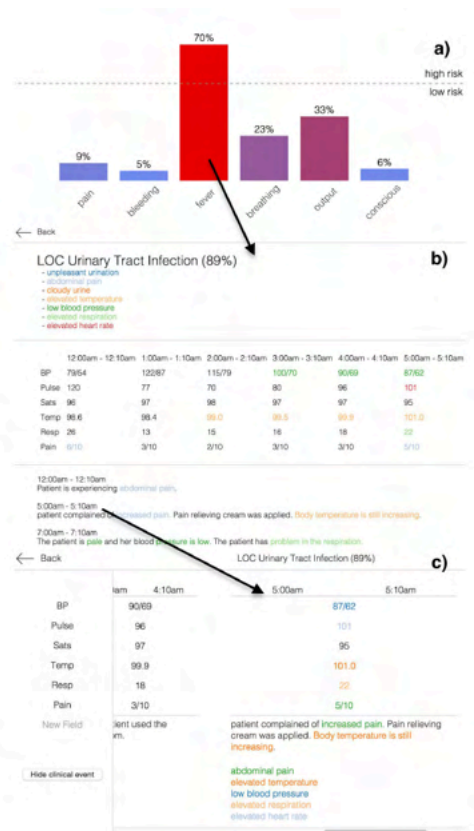 70%
a)
high risk
low risk
33%
23%
9%
5%
6%
pain
bleeding
fever
breathing
output
conscious
← Back
LOC Urinary Tract Infection (89%)
b)
- unpleasant urination
- abdominal pain
- cloudy urine
- elevated temperature
- low blood pressure
- elevated respiration
- elevated heart rate
12:00am - 12:10am 1:00am - 1:10am 2:00am - 2:10am 3:00am - 3:10am 4:00am - 4:10am 5:00am - 5:10am
BP 79/54 122/87 115/79 100/70 90/69 87/62
Pulse 120 77 70 80 96 101
Sats 96 97 98 97 97 95
Temp 98.6 98.4 99.0 99.5 99.9 101.0
Resp 26 13 15 16 18 22
Pain 6/10 3/10 2/10 3/10 3/10 5/10
12:00am - 12:10am
Patient is experiencing abdominal pain.
5:00am - 5:10am
patient complained of increased pain. Pain relieving cream was applied. Body temperature is still increasing.
7:00am - 7:10am
The patient is pale and her blood pressure is low. The patient has problem in the respiration.
← Back
LOC Urinary Tract Infection (89%)
c)
am 4:10am 5:00am 5:10am
BP 90/69 87/62
Pulse 96 101
Sats 97 95
Temp 99.9 101.0
Resp 18 22
Pain 3/10 5/10
New Field
ient used the
m.
patient complained of increased pain. Pain relieving
cream was applied. Body temperature is still
increasing.
Hide clinical event
abdominal pain
elevated temperature
low blood pressure
elevated respiration
elevated heart rate